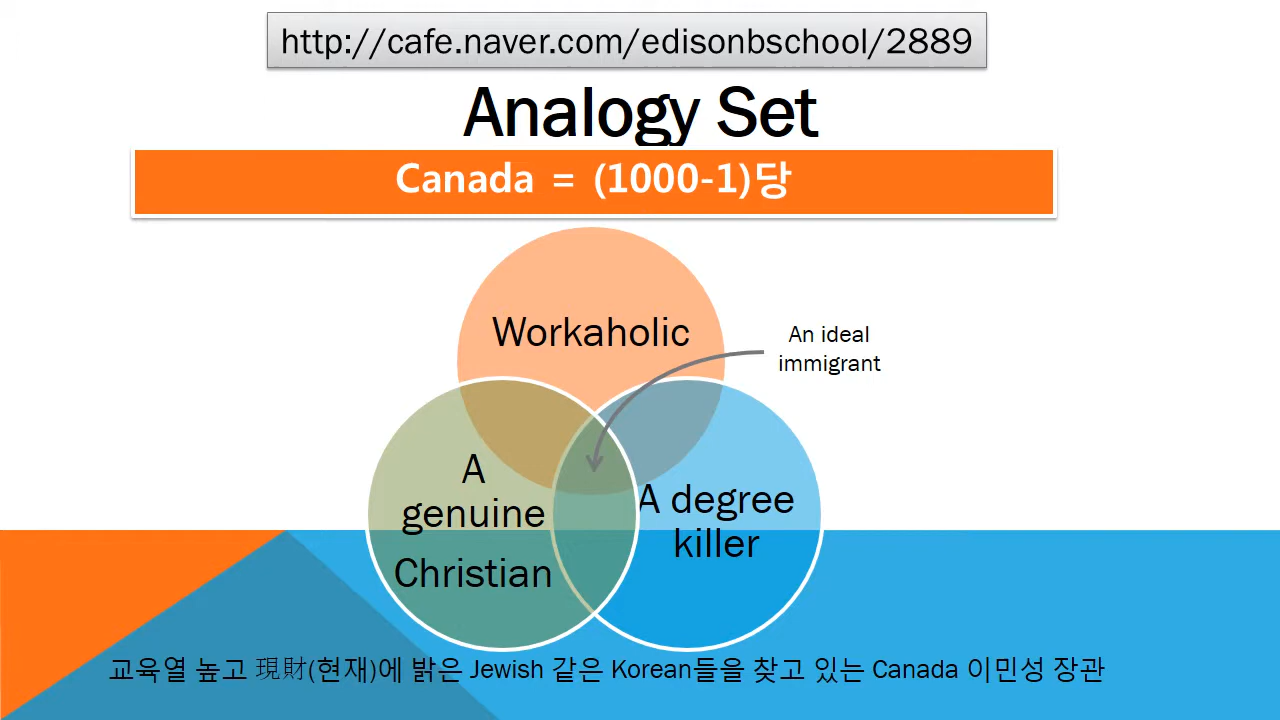 http://cafe.naver.com/edisonbschool/2889
Analogy Set
Canada = (1000-1)당
Workaholic
An ideal
immigrant
A
genuine
Christian
A degree
killer
교육열 높고 現財(현재)에 밝은 Jewish 같은 Korean들을 찾고 있는 Canada 이민성 장관